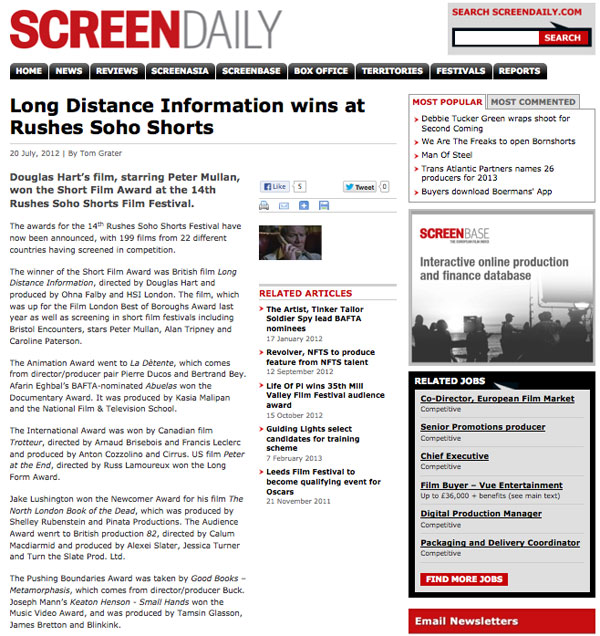 SCREENDAILY
SEARCH SCREENDAILY.COM
SEARCH
HOME
NEWS
REVIEWS
SCREENASIA
SCREENBASE
BOX OFFICE
TERRITORIES
FESTIVALS
REPORTS
Long Distance Information wins at
Rushes Soho Shorts
20 July, 2012 | By Tom Grater
Douglas Hart's film, starring Peter Mullan,
won the Short Film Award at the 14th
Rushes Soho Shorts Film Festival.
The awards for the 14th Rushes Soho Shorts Festival have
now been announced, with 199 films from 22 different
countries having screened in competition.
The winner of the Short Film Award was British film Long
Distance Information, directed by Douglas Hart and
produced by Ohna Falby and HSI London. The film, which
was up for the Film London Best of Boroughs Award last
year as well as screening in short film festivals including
Bristol Encounters, stars Peter Mullan, Alan Tripney and
Caroline Paterson.
The Animation Award went to La Dètente, which comes
from director/producer pair Pierre Ducos and Bertrand Bey.
Afarin Eghbal's BAFTA-nominated Abuelas won the
Documentary Award. It was produced by Kasia Malipan
and the National Film & Television School.
The International Award was won by Canadian film
Trotteur, directed by Arnaud Brisebois and Francis Leclerc
and produced by Anton Cozzolino and Cirrus. US film Peter
at the End, directed by Russ Lamoureux won the Long
Form Award.
Jake Lushington won the Newcomer Award for his film The
North London Book of the Dead, which was produced by
Shelley Rubenstein and Pinata Productions. The Audience
Award wenrt to British production 82, directed by Calum
Macdiarmid and produced by Alexei Slater, Jessica Turner
and Turn the Slate Prod. Ltd.
The Pushing Boundaries Award was taken by Good Books –
Metamorphosis, which comes from director/producer Buck.
Joseph Mann's Keaton Henson - Small Hands won the
Music Video Award, and was produced by Tamsin Glasson,
James Bretton and Blinkink.
Like 5
Tweet 0
RELATED ARTICLES
The Artist, Tinker Tailor
Soldier Spy lead BAFTA
nominees
17 January 2012
Revolver, NFTS to produce
feature from NFTS talent
12 September 2012
Life Of Pi wins 35th Mill
Valley Film Festival audience
award
15 October 2012
Guiding Lights select
candidates for training
scheme
7 February 2013
Leeds Film Festival to
become qualifying event for
Oscars
21 November 2011
MOST POPULAR
MOST COMMENTED
Debbie Tucker Green wraps shoot for
Second Coming
We Are The Freaks to open Bornshorts
Man Of Steel
Trans Atlantic Partners names 26
producers for 2013
Buyers download Boermans' App
SCREENBASE
Interactive online production
and finance database
RELATED JOBS
Co-Director, European Film Market
Competitive
Senior Promotions producer
Competitive
Chief Executive
Competitive
Film Buyer – Vue Entertainment
Up to £36,000 + benefits (see main text)
Digital Production Manager
Competitive
Packaging and Delivery Coordinator
Competitive
FIND MORE JOBS
Email Newsletters